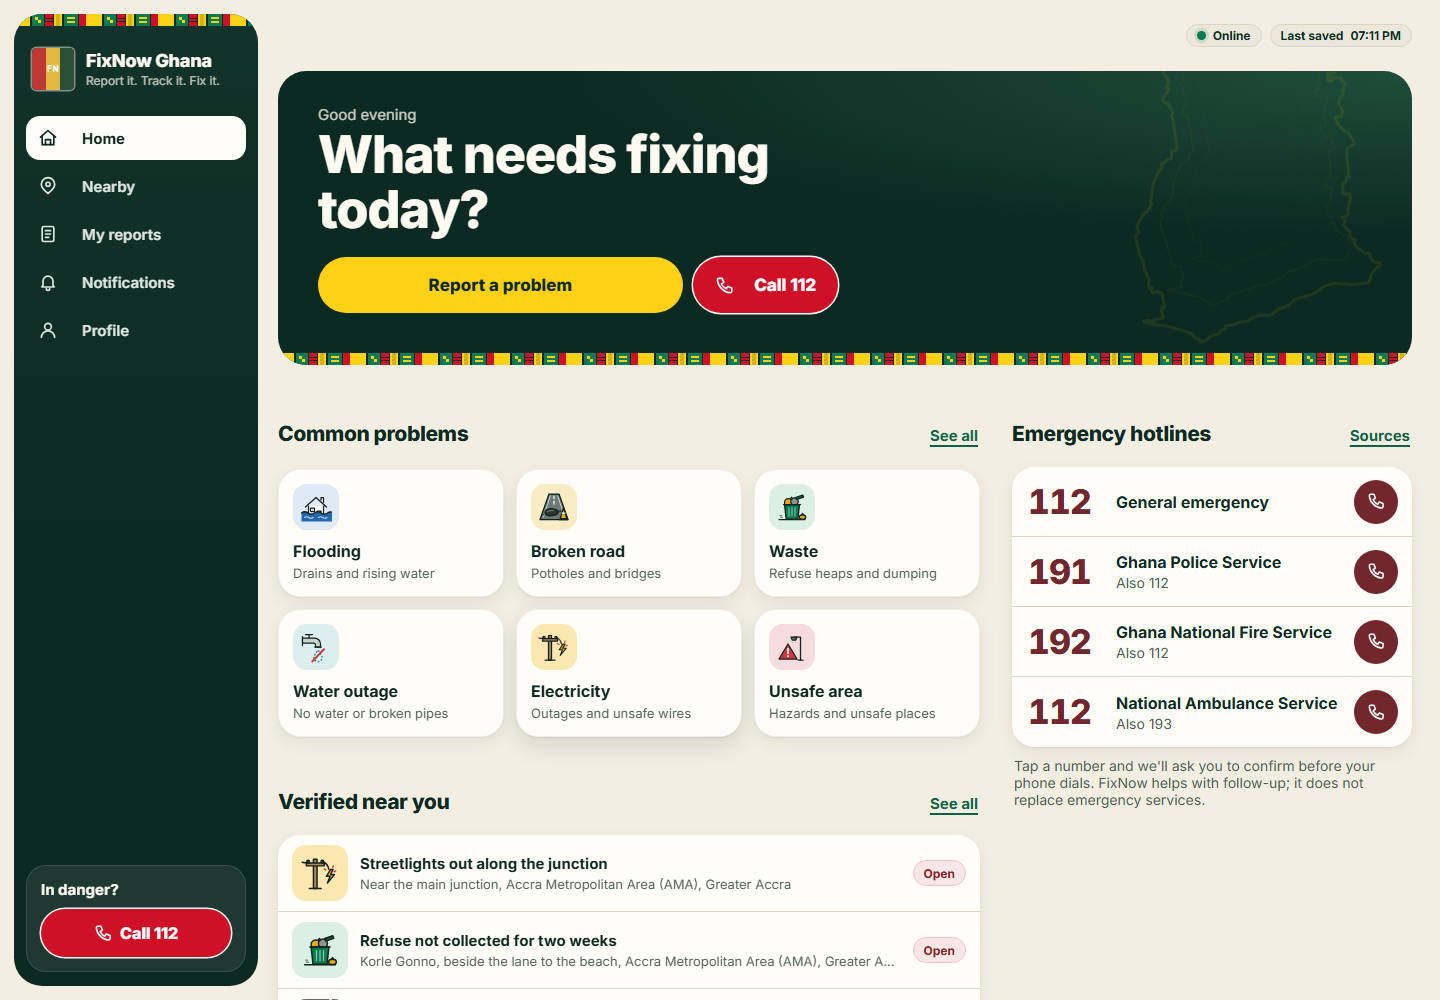 FN
FixNow Ghana
Report it. Track it. Fix it.
Home
Nearby
My reports
Notifications
Profile
In danger?
Call 112
Online
Last saved 07:11 PM
Good evening
What needs fixing
today?
Report a problem
Call 112
Common problems
See all
Flooding
Drains and rising water
Broken road
Potholes and bridges
Waste
Refuse heaps and dumping
Water outage
No water or broken pipes
Electricity
Outages and unsafe wires
Unsafe area
Hazards and unsafe places
Emergency hotlines
Sources
112
General emergency
191
Ghana Police Service
Also 112
192
Ghana National Fire Service
Also 112
112
National Ambulance Service
Also 193
Tap a number and we'll ask you to confirm before your
phone dials. FixNow helps with follow-up; it does not
replace emergency services.
Verified near you
See all
Streetlights out along the junction
Near the main junction, Accra Metropolitan Area (AMA), Greater Accra
Open
Refuse not collected for two weeks
Korle Gonno, beside the lane to the beach, Accra Metropolitan Area (AMA), Greater A...
Open